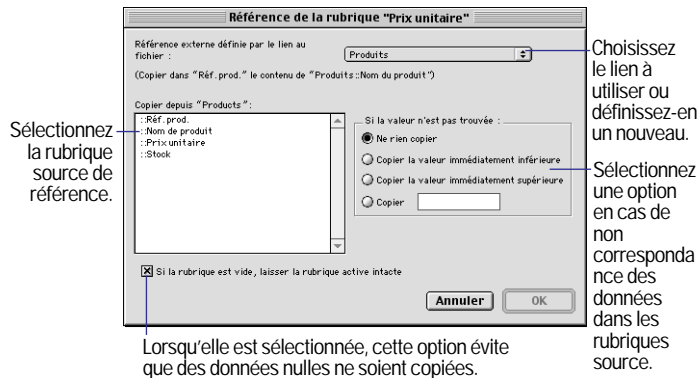 Référence de la rubrique "Prix unitaire"
Référence externe définie par le lien au
fichier :
Produits
(Copier dans "Réf.prod." le contenu de "Produits::Nom du produit")
Copier depuis "Products":
::Réf.prod.
::Nom de produit
::Prix unitaire
::Stock
Si la valeur n'est pas trouvée :
Ne rien copier
Copier la valeur immédiatement inférieure
Copier la valeur immédiatement supérieure
Copier
Si la rubrique est vide, laisser la rubrique active intacte
Annuler
OK
Sélectionnez
la rubrique
source de
référence.
Choisissez
le lien à
utiliser ou
définissez-en
un nouveau.
Sélectionnez
une option
en cas de
non
corresponda
nce des
données
dans les
rubriques
source.
Lorsqu'elle est sélectionnée, cette option évite
que des données nulles ne soient copiées.